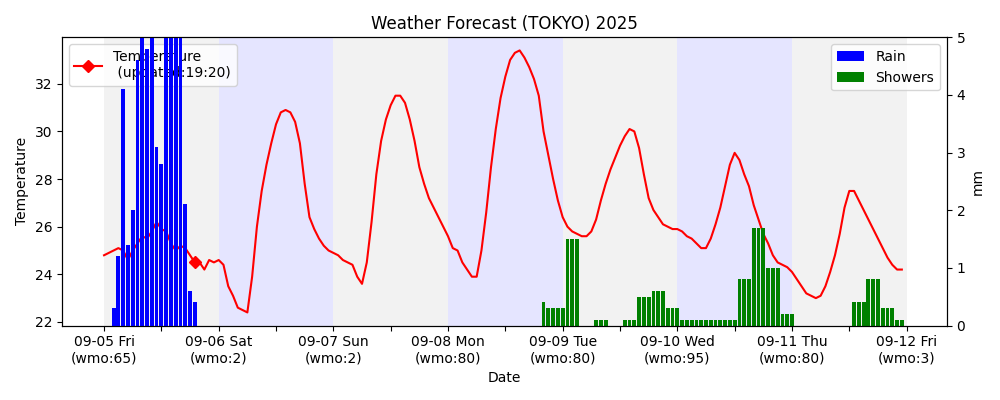 Weather Forecast (TOKYO) 2025
Temperature
(updated:19:20)
Rain
Showers
Temperature
32
30
28
26
24
22
5
4
3
2
1
0
mm
09-05 Fri
(wmo:65)
09-06 Sat
(wmo:2)
09-07 Sun
(wmo:2)
09-08 Mon
(wmo:80)
09-09 Tue
(wmo:80)
09-10 Wed
(wmo:95)
09-11 Thu
(wmo:80)
09-12 Fri
(wmo:3)
Date